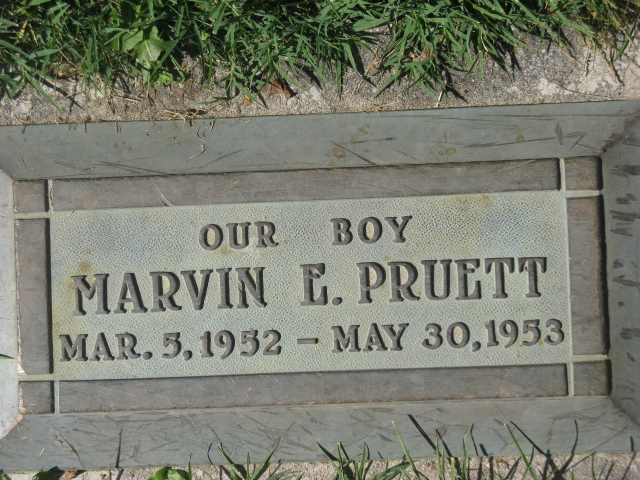 OUR BOY
MARVIN E. PRUETT
MAR. 5, 1952 – MAY 30, 1953